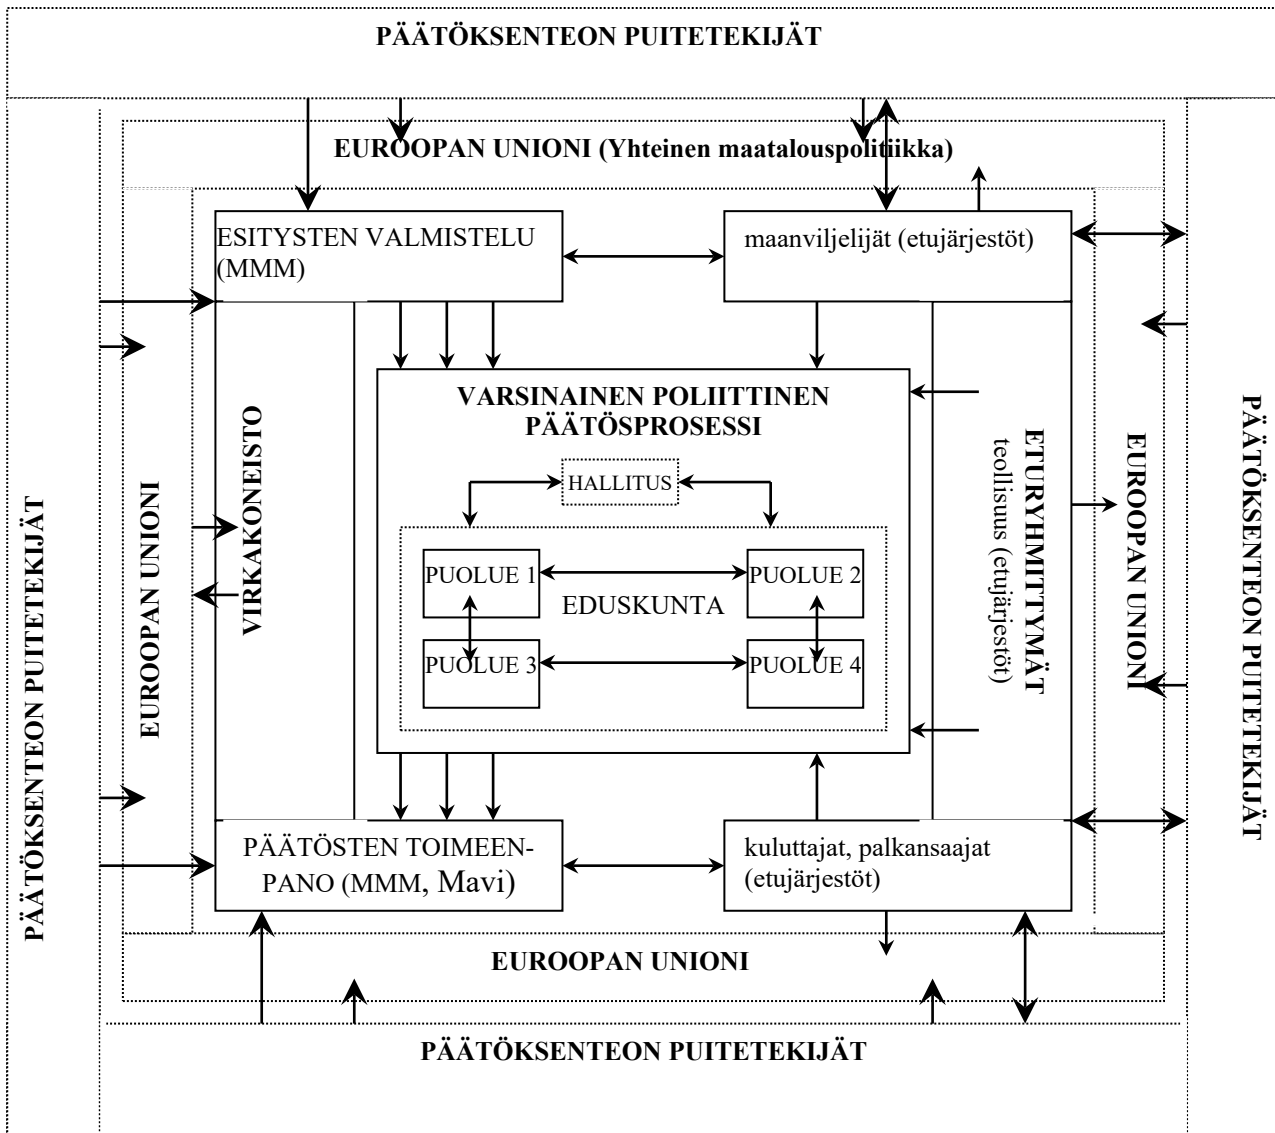 PÄÄTÖKSENTEON PUITETEKIJÄT
EUROOPAN UNIONI (Yhteinen maatalouspolitiikka)
ESITYSTEN VALMISTELU
(MMM)
maanviljelijät (etujärjestöt)
VARSINAINEN POLIITTINEN
PÄÄTÖSPROSESSI
HALLITUS
PUOLUE 1
PUOLUE 2
EDUSKUNTA
PUOLUE 3
PUOLUE 4
PÄÄTÖKSENTEON PUITETEKIJÄT
EUROOPAN UNIONI
VIRKAKONEISTO
ETURYHMITTYMÄT
teollisuus (etujärjestöt)
EUROOPAN UNIONI
PÄÄTÖKSENTEON PUITETEKIJÄT
PÄÄTÖSTEN TOIMEEN-
PANO (MMM, Mavi)
kuluttajat, palkansaajat
(etujärjestöt)
EUROOPAN UNIONI
PÄÄTÖKSENTEON PUITETEKIJÄT